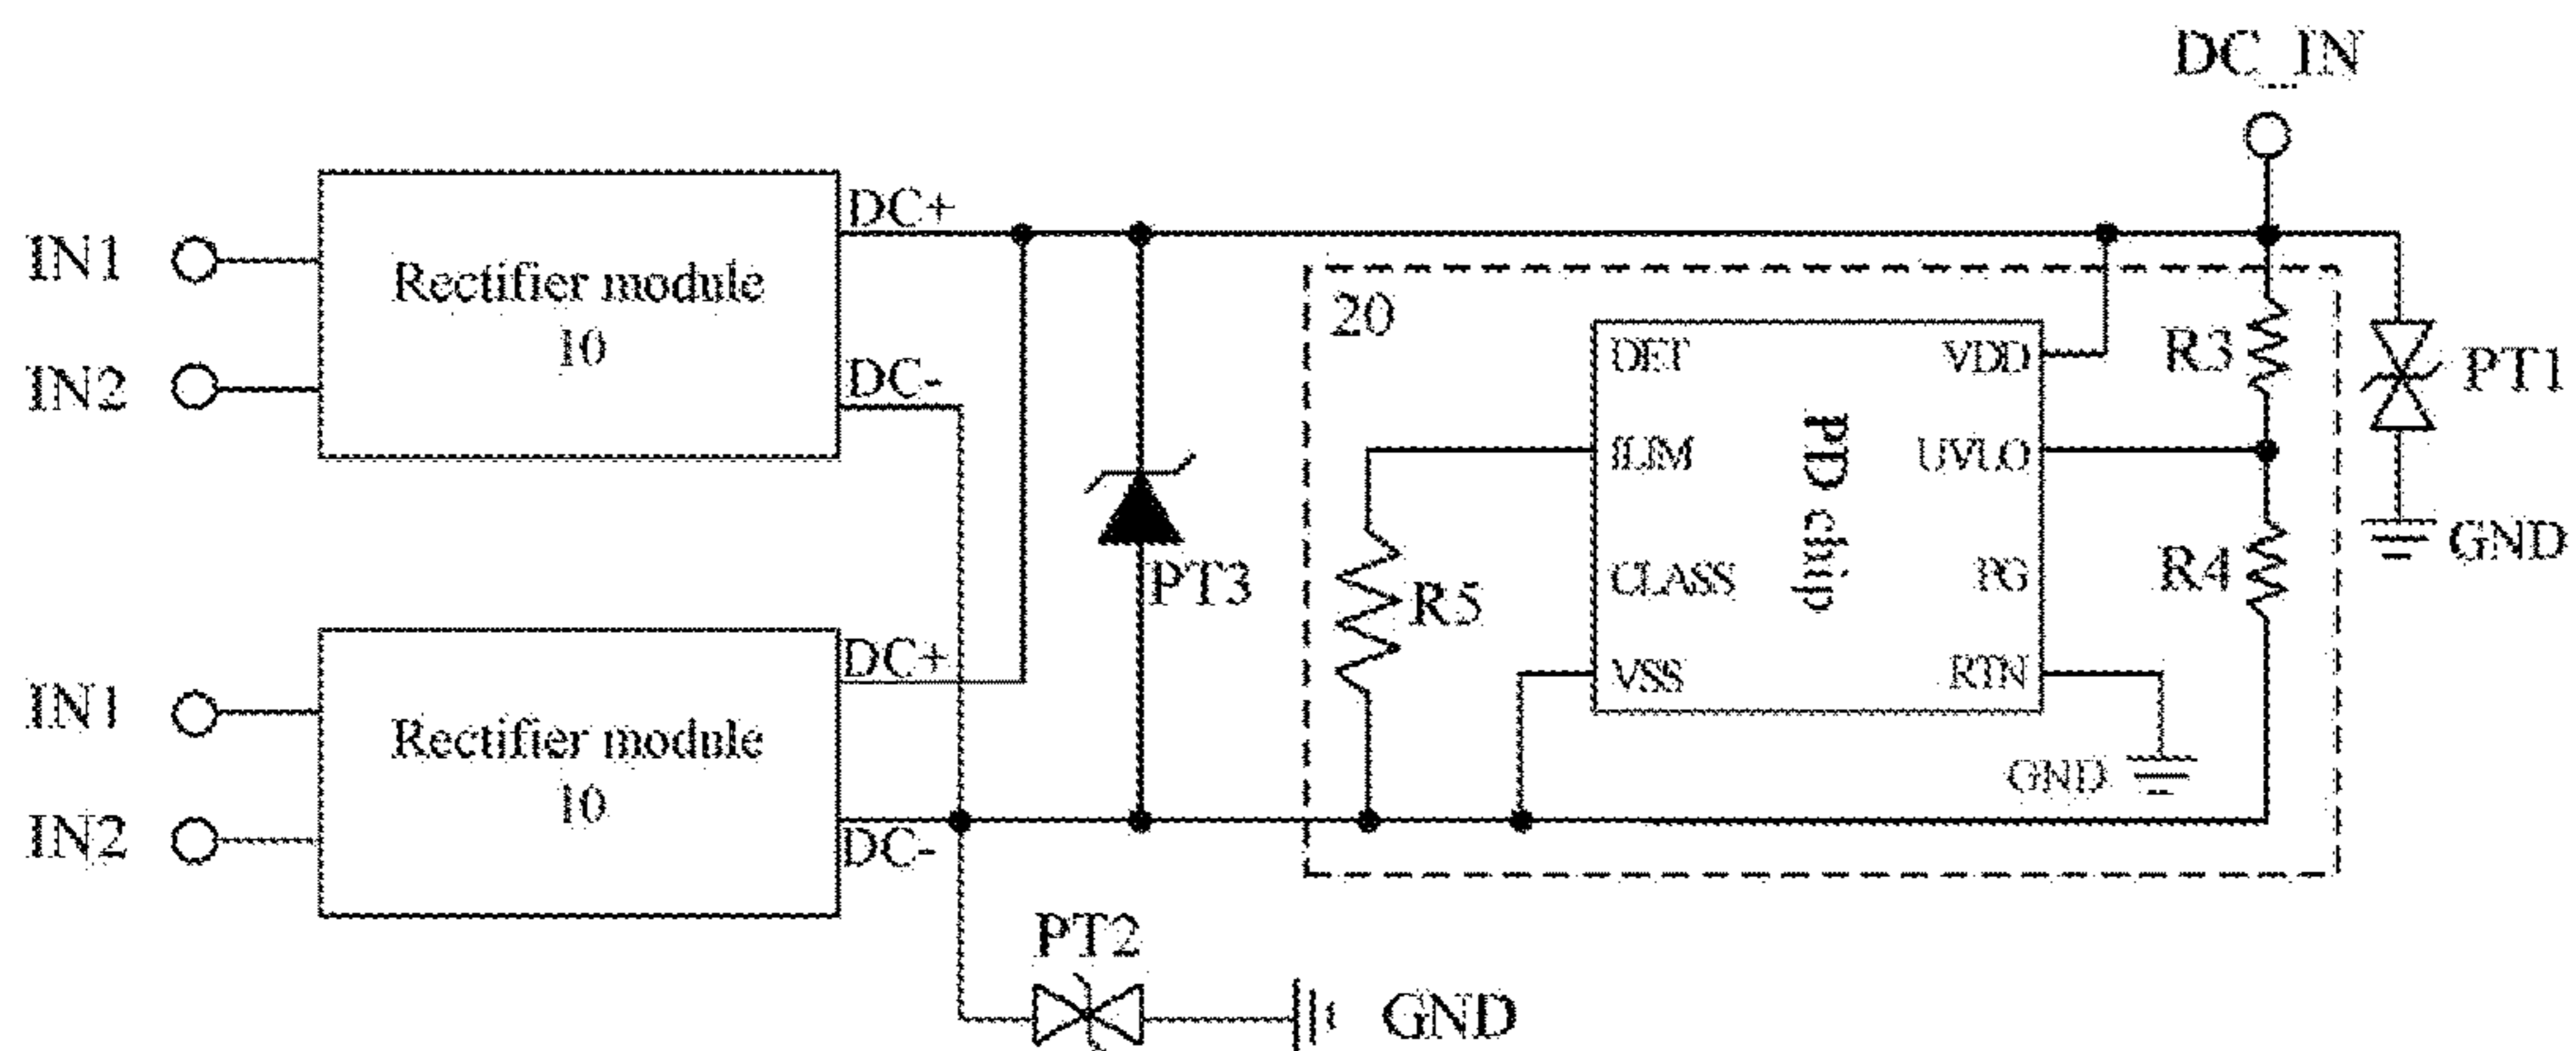 DC_IN
IN1
IN2
Rectifier module
10
DC+
DC-
IN1
IN2
Rectifier module
10
DC+
DC-
PT3
PT2
GND
20
R5
DET
ILIM
CLASS
VSS
PD chip
VDD
UVLO
PG
RTN
GND
R3
R4
PT1
GND